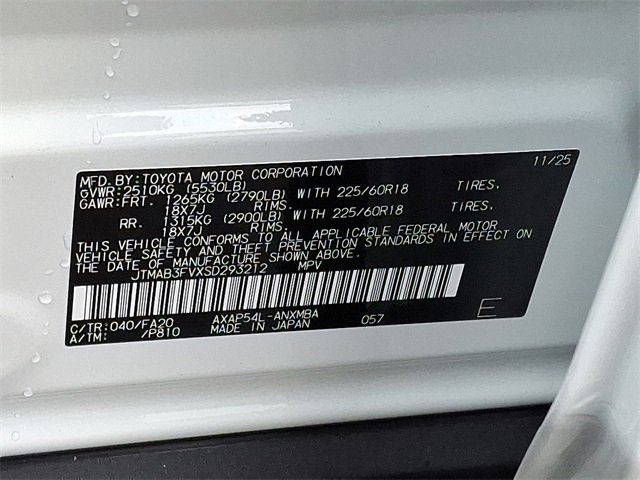 MFD.BY:TOYOTA MOTOR CORPORATION 11/25
GVWR:2510KG (5530LB)
GAWR:FRT. 1265KG (2790LB) WITH 225/60R18 TIRES,
18X7J RIMS.
RR. 1315KG (2900LB) WITH 225/60R18 TIRES,
18X7J RIMS.
THIS VEHICLE CONFORMS TO ALL APPLICABLE FEDERAL MOTOR
VEHICLE SAFETY AND THEFT PREVENTION STANDARDS IN EFFECT ON
THE DATE OF MANUFACTURE SHOWN ABOVE.
JTMAB3FVXSD293212 MPV
C/TR:040/FA20 AXAP54L-ANXMBA 057 E
A/TM: /P810 MADE IN JAPAN